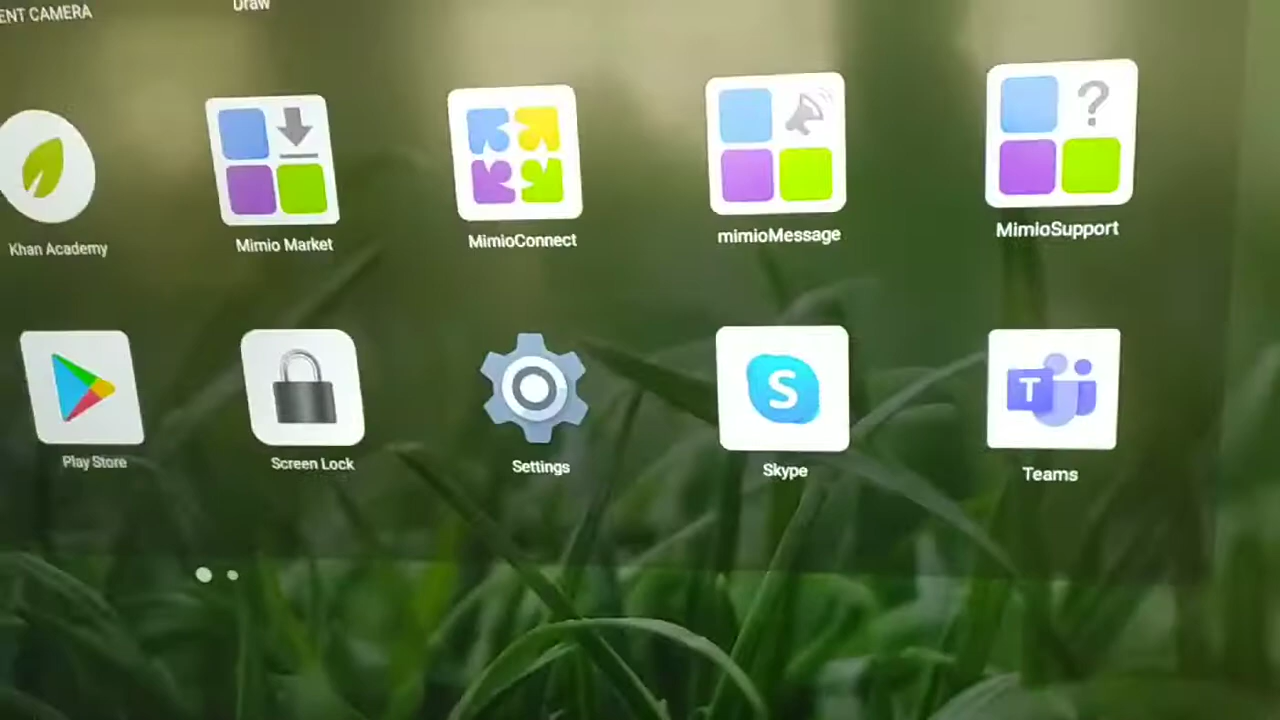 ENT CAMERA
Draw
Khan Academy
Mimio Market
MimioConnect
mimioMessage
?
MimioSupport
S
T
Play Store
Screen Lock
Settings
Skype
Teams